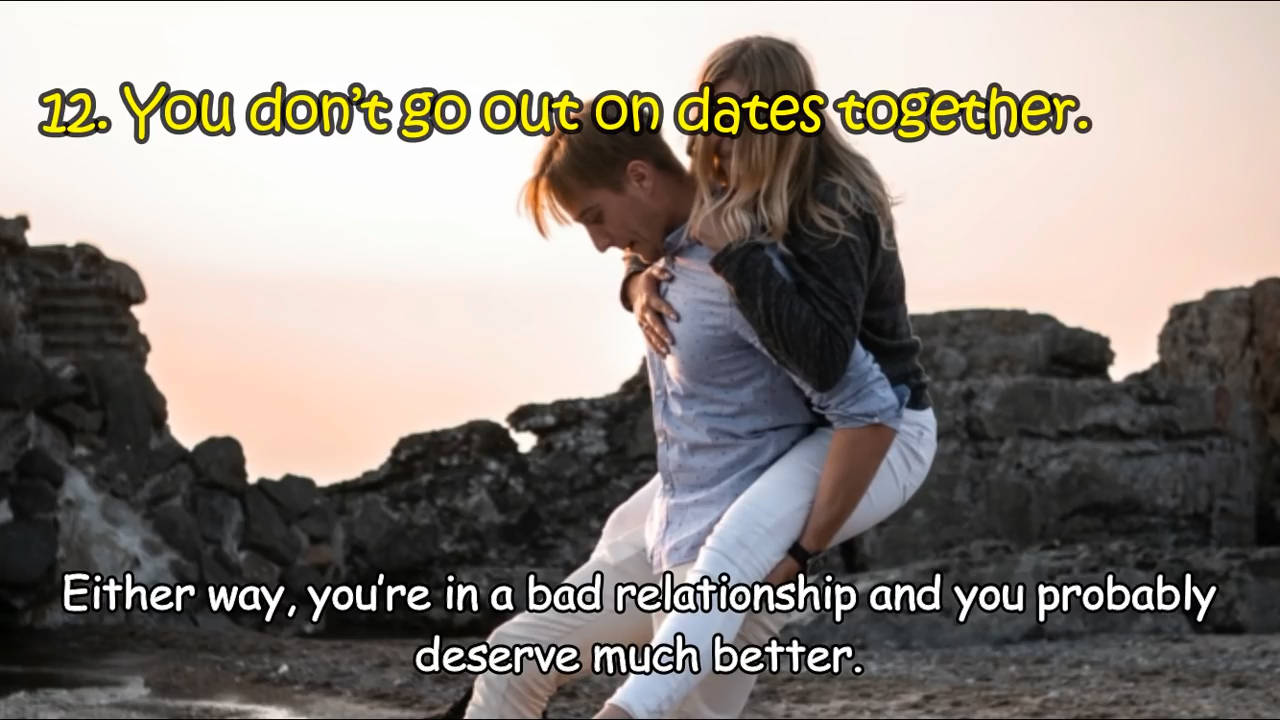 12. You don't go out on dates together.
Either way, you're in a bad relationship and you probably
deserve much better.